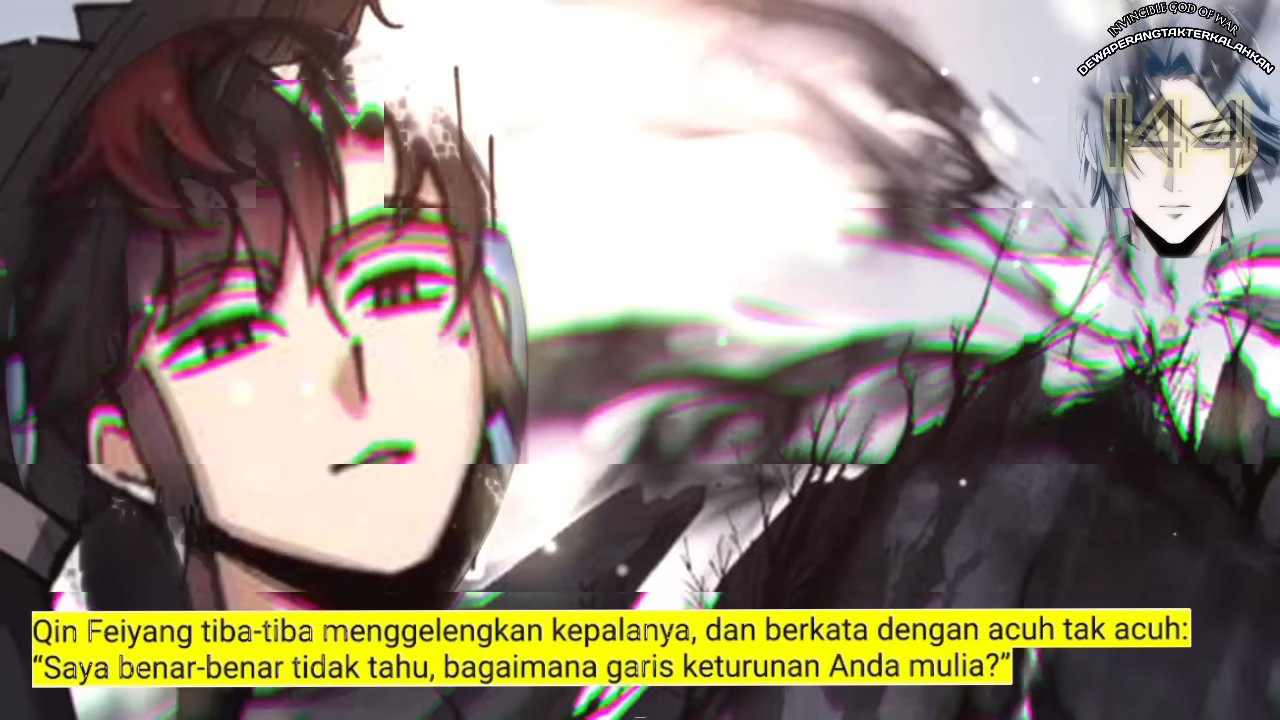 INVINCIBLE GOD OF WAR
DEWAPERANGTAKTERKALAHKAN
144
Qin Feiyang tiba-tiba menggelengkan kepalanya, dan berkata dengan acuh tak acuh:
“Saya benar-benar tidak tahu, bagaimana garis keturunan Anda mulia?”